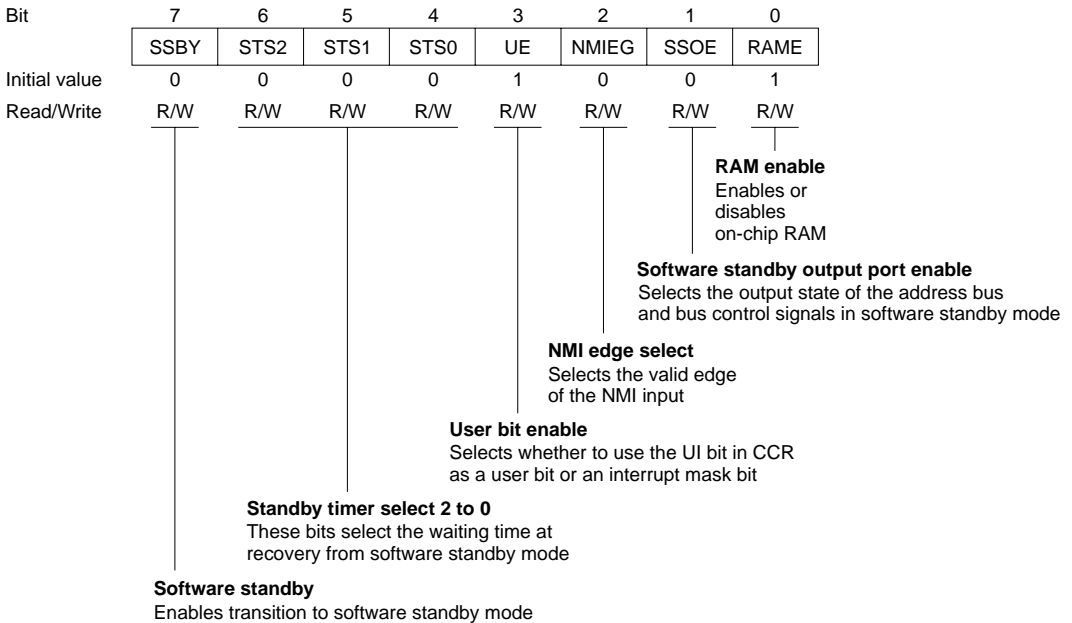 Bit 7 6 5 4 3 2 1 0
SSBY STS2 STS1 STS0 UE NMIEG SSOE RAME
Initial value 0 0 0 0 1 0 0 1
Read/Write R/W R/W R/W R/W R/W R/W R/W R/W
RAM enable
Enables or
disables
on-chip RAM
Software standby output port enable
Selects the output state of the address bus
and bus control signals in software standby mode
NMI edge select
Selects the valid edge
of the NMI input
User bit enable
Selects whether to use the UI bit in CCR
as a user bit or an interrupt mask bit
Standby timer select 2 to 0
These bits select the waiting time at
recovery from software standby mode
Software standby
Enables transition to software standby mode